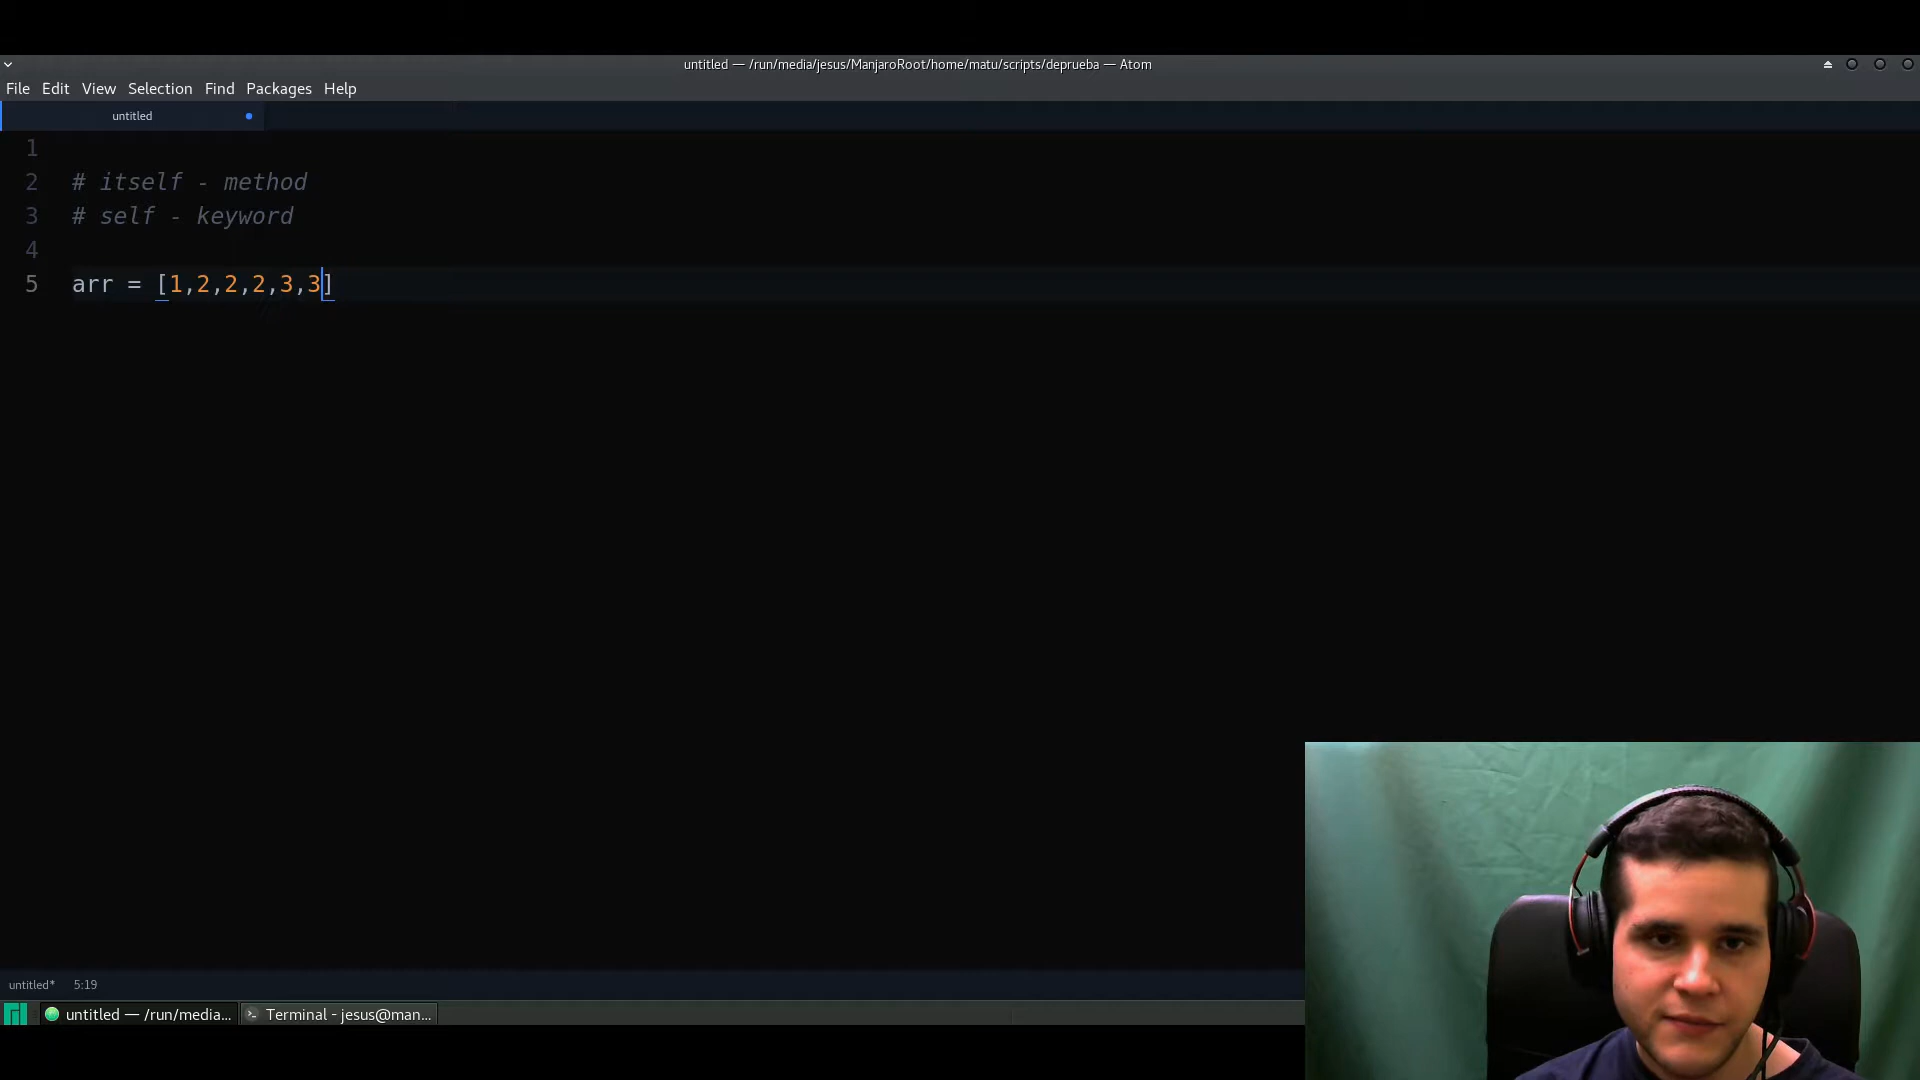 untitled — /run/media/jesus/ManjaroRoot/home/matu/scripts/deprueba — Atom
File Edit View Selection Find Packages Help
untitled
1
2 # itself - method
3 # self - keyword
4
5 arr = [1,2,2,2,3,3]
untitled* 5:19
untitled — /run/media... Terminal - jesus@man...